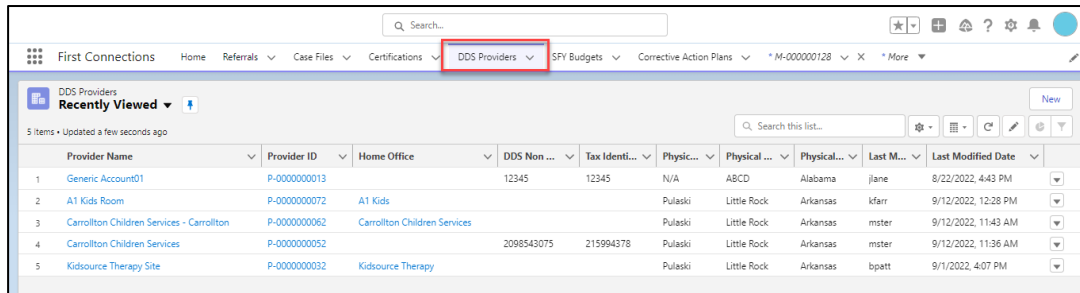 Search...
First Connections Home Referrals Case Files Certifications DDS Providers SFY Budgets Corrective Action Plans * M-000000128 * More
DDS Providers
Recently Viewed
New
5 items • Updated a few seconds ago
Search this list...
Provider Name Provider ID Home Office DDS Non ... Tax Identi... Physic... Physical ... Physical... Last M... Last Modified Date
1 Generic Account01 P-0000000013 12345 12345 N/A ABCD Alabama jlane 8/22/2022, 4:43 PM
2 A1 Kids Room P-0000000072 A1 Kids Pulaski Little Rock Arkansas kfarr 9/12/2022, 12:28 PM
3 Carrollton Children Services - Carrollton P-0000000062 Carrollton Children Services Pulaski Little Rock Arkansas mster 9/12/2022, 11:43 AM
4 Carrollton Children Services P-0000000052 2098543075 215994378 Pulaski Little Rock Arkansas mster 9/12/2022, 11:36 AM
5 Kidsource Therapy Site P-0000000032 Kidsource Therapy Pulaski Little Rock Arkansas bpatt 9/1/2022, 4:07 PM